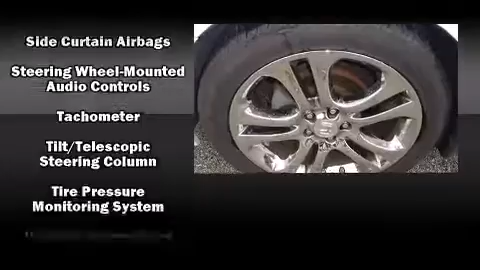 Side Curtain Airbags
Steering Wheel-Mounted
Audio Controls
Tachometer
Tilt/Telescopic
Steering Column
Tire Pressure
Monitoring System